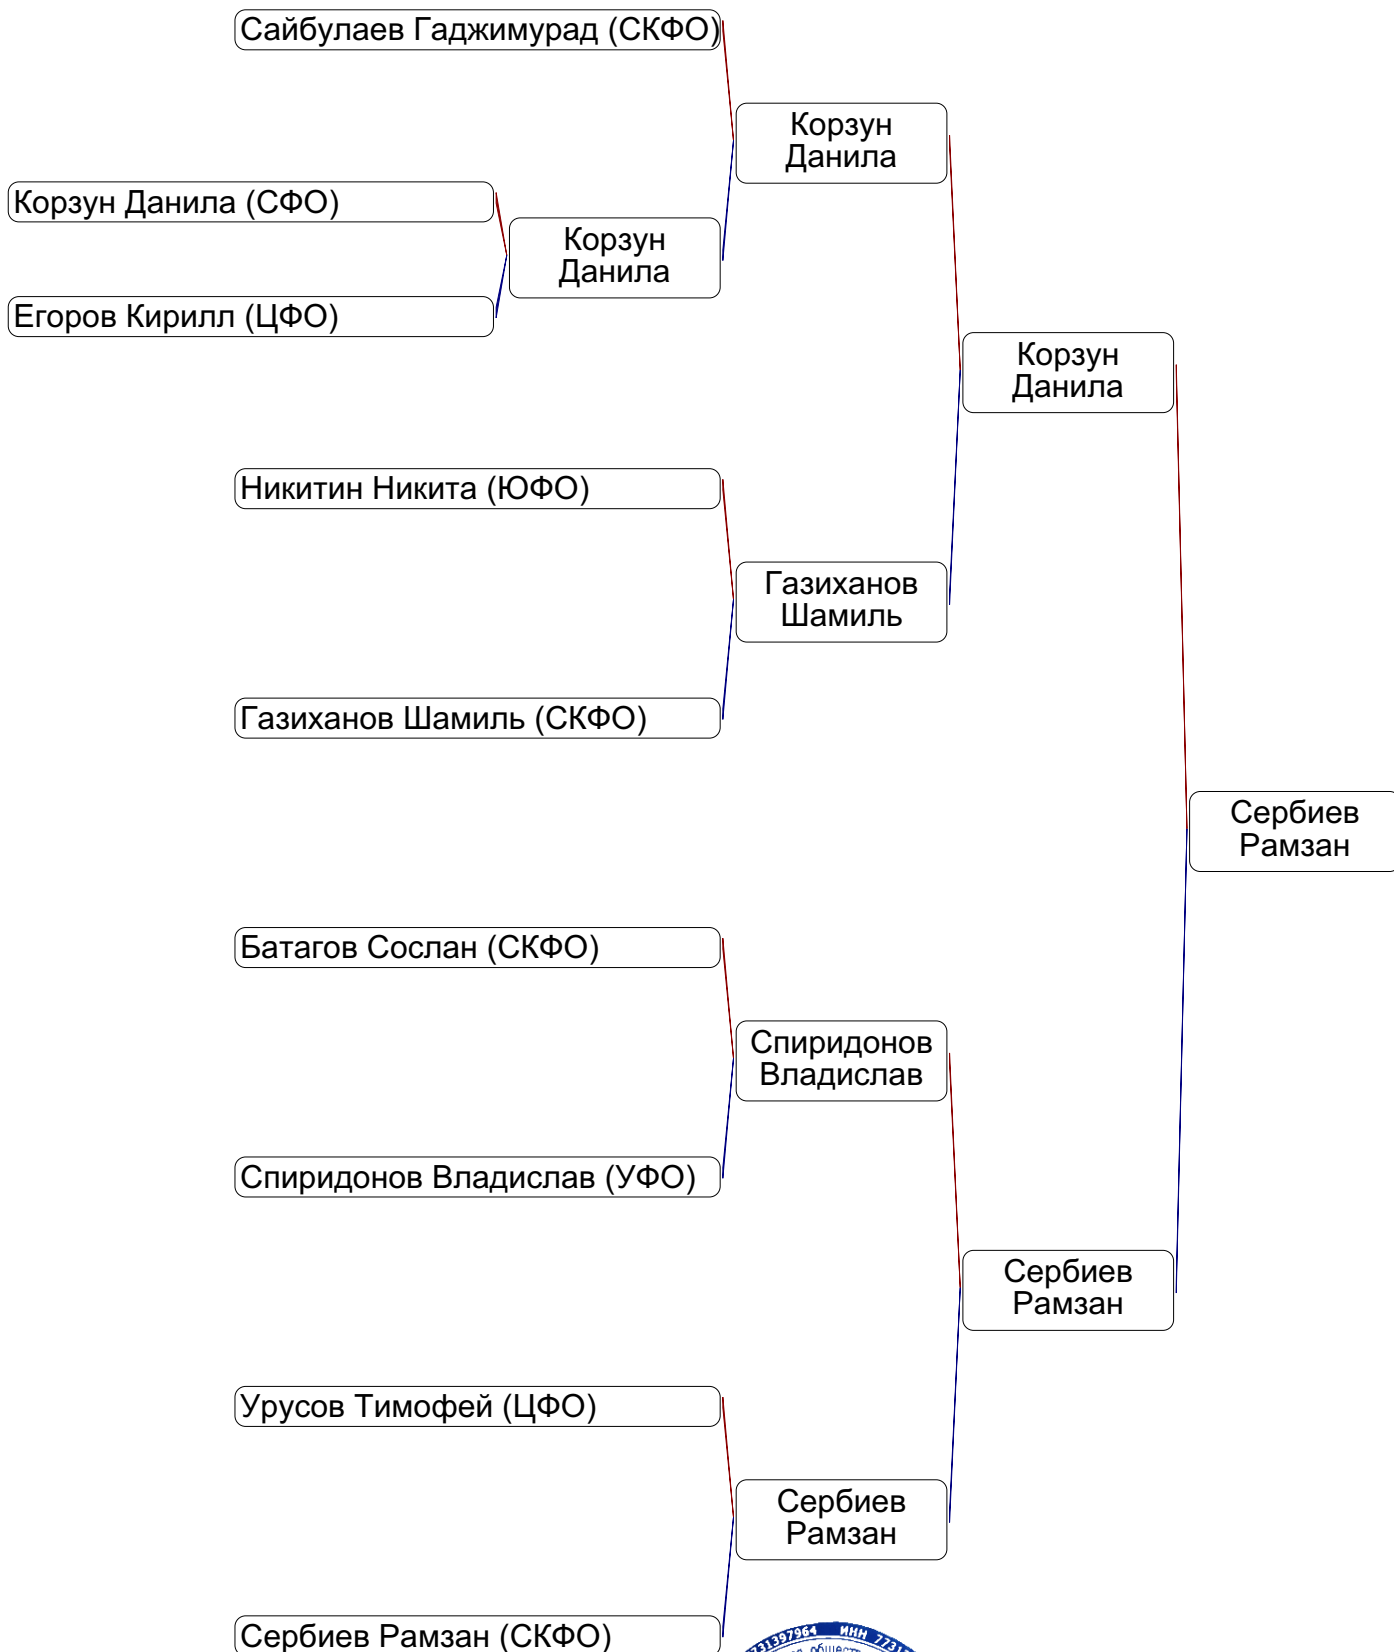 Сайбулаев Гаджимурад (СКФО)
Корзун
Данила
Корзун Данила (СФО)
Корзун
Данила
Егоров Кирилл (ЦФО)
Корзун
Данила
Никитин Никита (ЮФО)
Газиханов
Шамиль
Газиханов Шамиль (СКФО)
Сербиев
Рамзан
Батагов Сослан (СКФО)
Спиридонов
Владислав
Спиридонов Владислав (УФО)
Сербиев
Рамзан
Урусов Тимофей (ЦФО)
Сербиев
Рамзан
Сербиев Рамзан (СКФО)